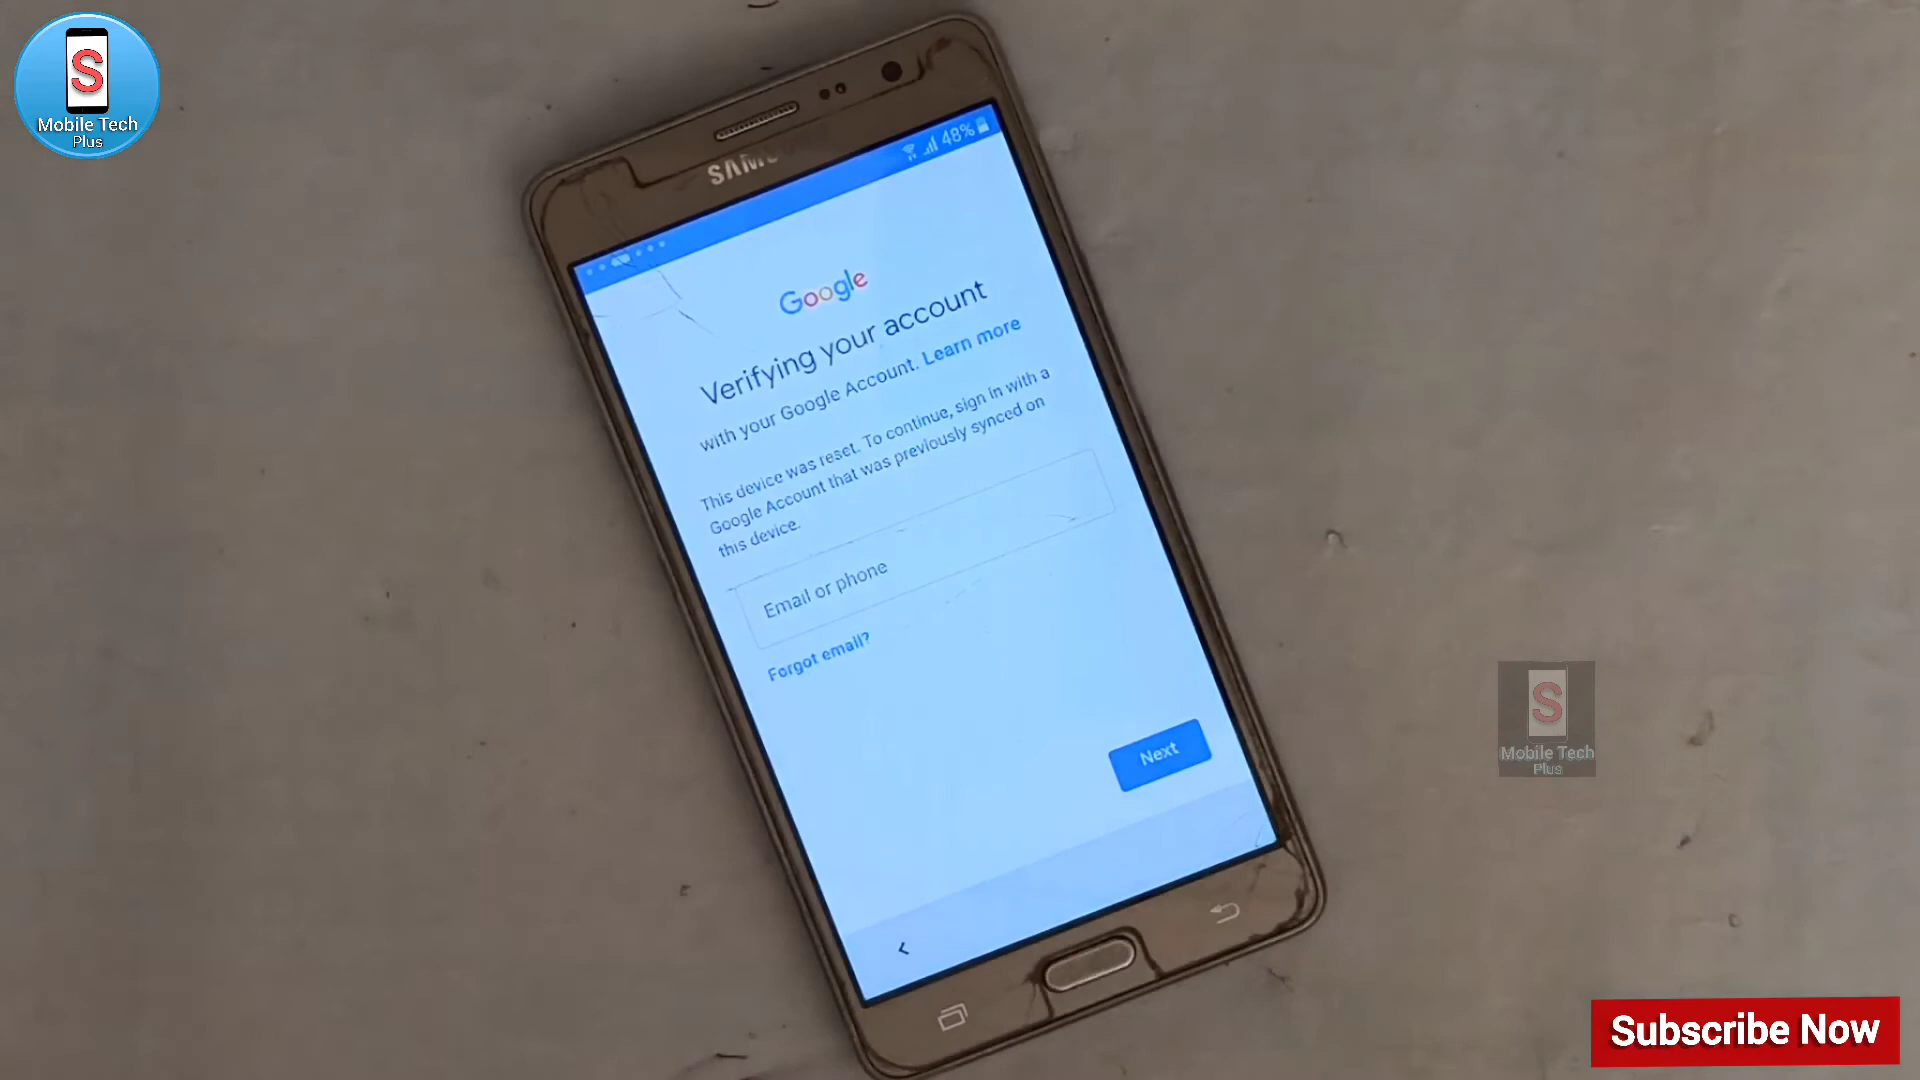 S
Mobile Tech
Plus
48%
Google
Verifying your account
with your Google Account. Learn more
This device was reset. To continue, sign in with a
Google Account that was previously synced on
this device.
Email or phone
Forgot email?
Next
S
Mobile Tech
Plus
Subscribe Now